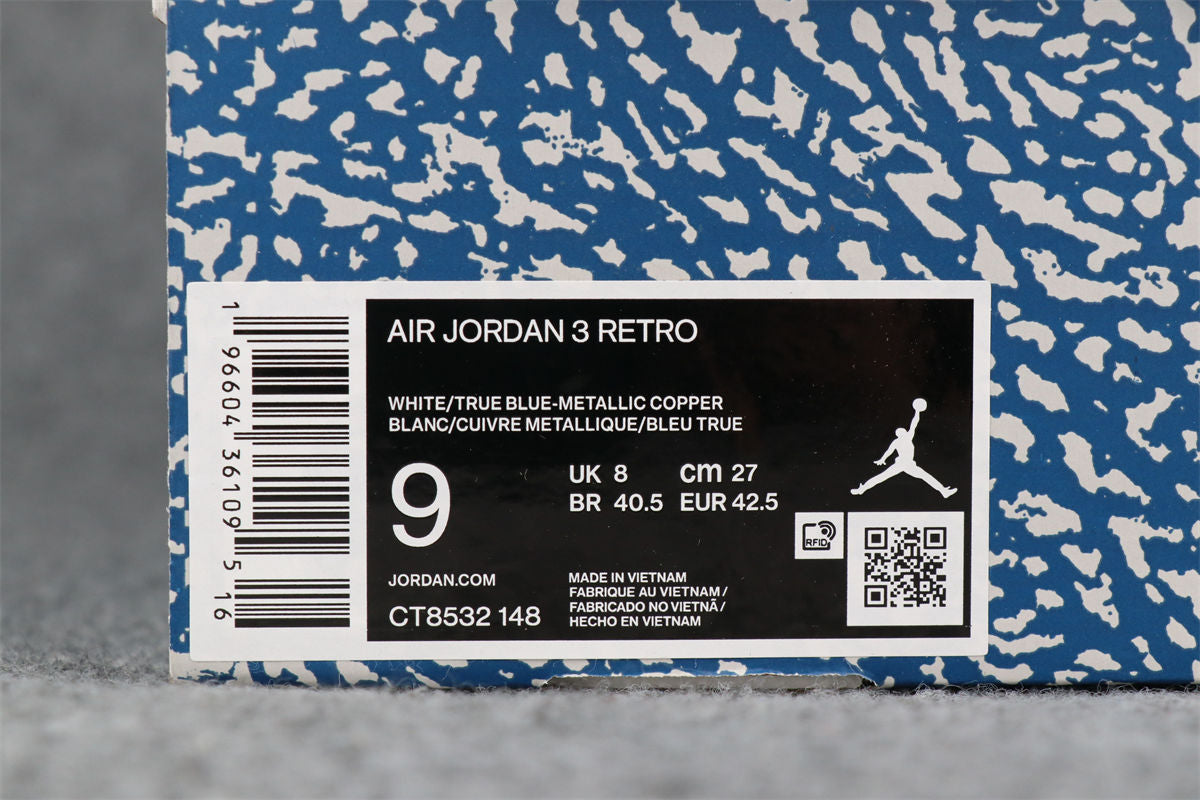 AIR JORDAN 3 RETRO
WHITE/TRUE BLUE-METALLIC COPPER
BLANC/CUIVRE METALLIQUE/BLEU TRUE
9
UK 8 cm 27
BR 40.5 EUR 42.5
RFID
JORDAN.COM
CT8532 148
MADE IN VIETNAM
FABRIQUE AU VIETNAM /
FABRICADO NO VIETNÃ /
HECHO EN VIETNAM
1 96604 36109 5 16